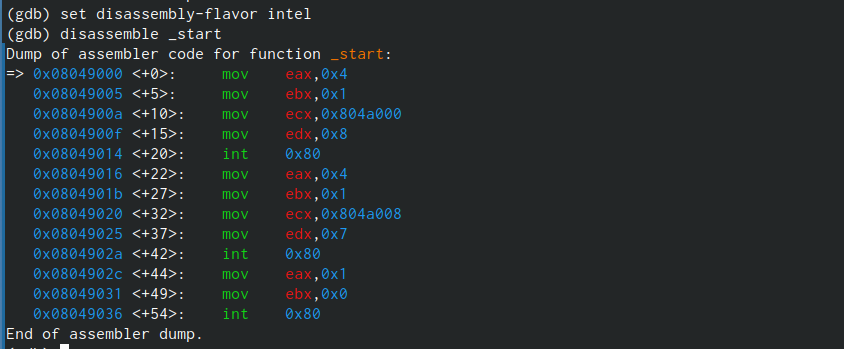 (gdb) set disassembly-flavor intel
(gdb) disassemble _start
Dump of assembler code for function _start:
=> 0x08049000 <+0>:     mov    eax,0x4
   0x08049005 <+5>:     mov    ebx,0x1
   0x0804900a <+10>:    mov    ecx,0x804a000
   0x0804900f <+15>:    mov    edx,0x8
   0x08049014 <+20>:    int    0x80
   0x08049016 <+22>:    mov    eax,0x4
   0x0804901b <+27>:    mov    ebx,0x1
   0x08049020 <+32>:    mov    ecx,0x804a008
   0x08049025 <+37>:    mov    edx,0x7
   0x0804902a <+42>:    int    0x80
   0x0804902c <+44>:    mov    eax,0x1
   0x08049031 <+49>:    mov    ebx,0x0
   0x08049036 <+54>:    int    0x80
End of assembler dump.